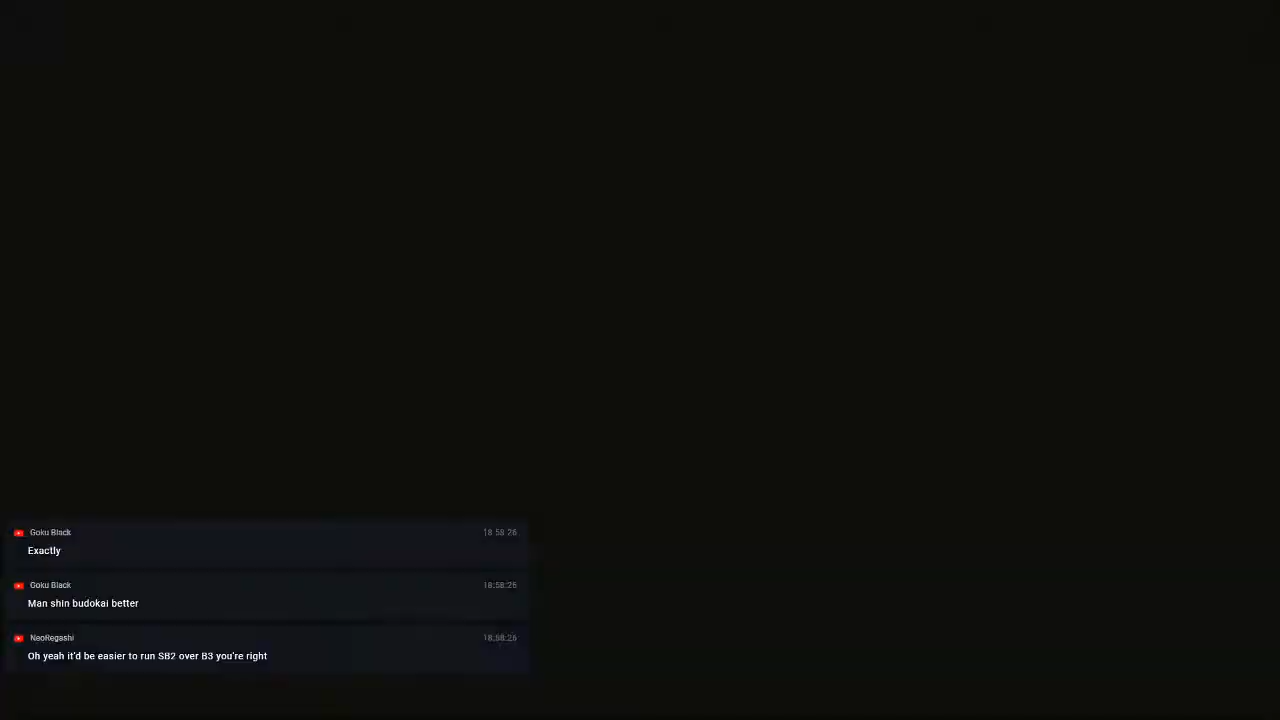 Goku Black 18:58:26
Exactly
Goku Black 18:58:26
Man shin budokai better
NeoRegashi 18:58:26
Oh yeah it'd be easier to run SB2 over B3 you're right